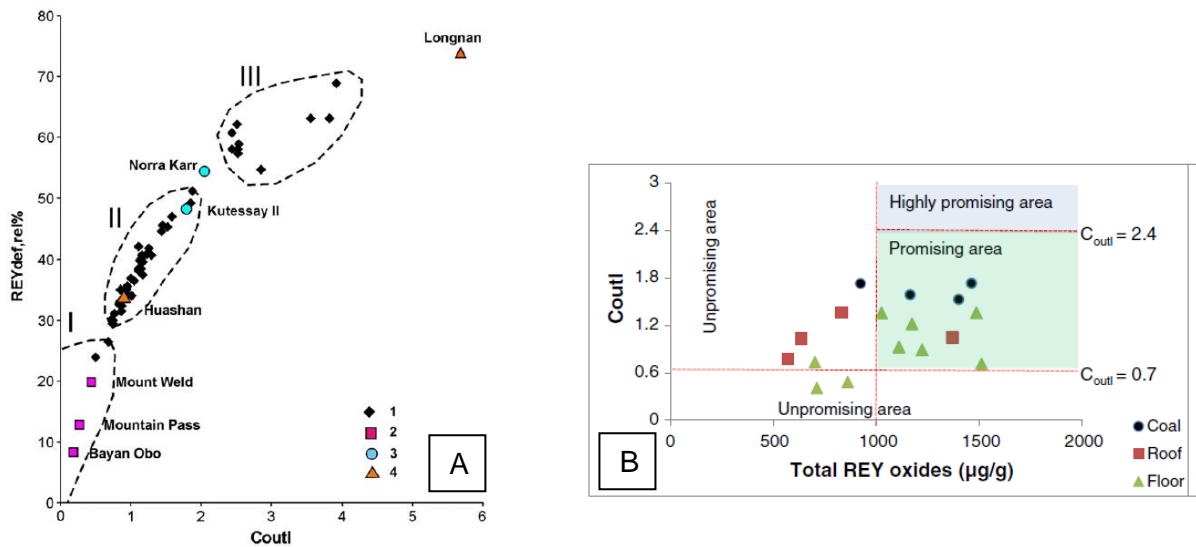 80
70
60
50
40
30
20
10
0
REYdef,rel%
0 1 2 3 4 5 6
Coutl
Longnan
III
Norra Karr
Kutessay II
II
Huashan
I
Mount Weld
Mountain Pass
Bayan Obo
1
2
3
4
A
3
2.4
1.8
1.2
0.6
0
Coutl
Unpromising area
Highly promising area
Promising area
Unpromising area
Coutl = 2.4
Coutl = 0.7
0 500 1000 1500 2000
Total REY oxides (µg/g)
Coal
Roof
Floor
B